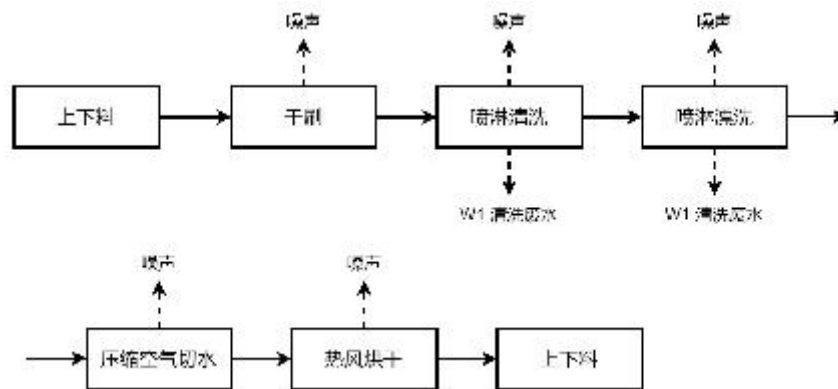 噪声 噪声 噪声
上下料 干刷 喷淋清洗 喷淋漂洗
W1 清洗废水 W1 清洗废水
噪声 噪声
压缩空气切水 热风烘干 上下料